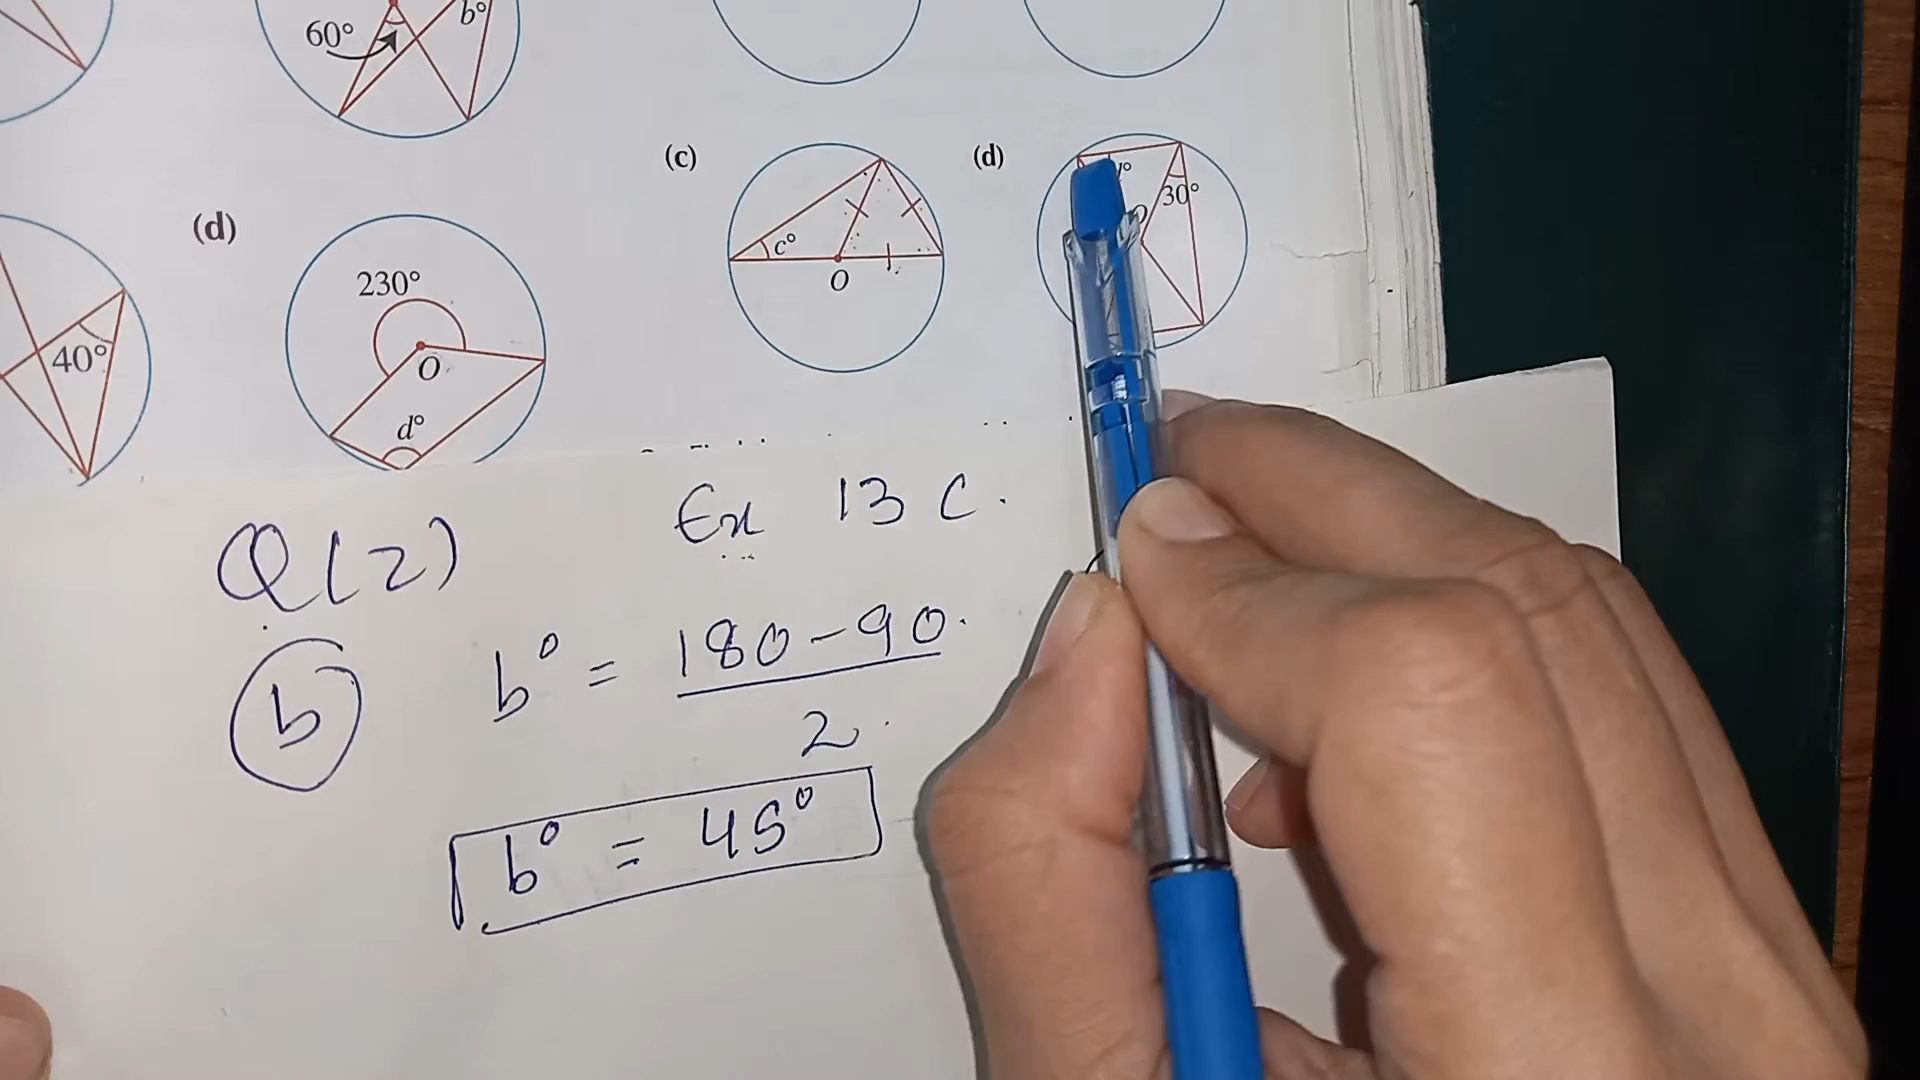 60°
b°
(c)
(d)
c°
O
30°
(d)
230°
O
d°
40°
Ex 13 C.
Q(2)
b b° = 180-90
2
b° = 45°